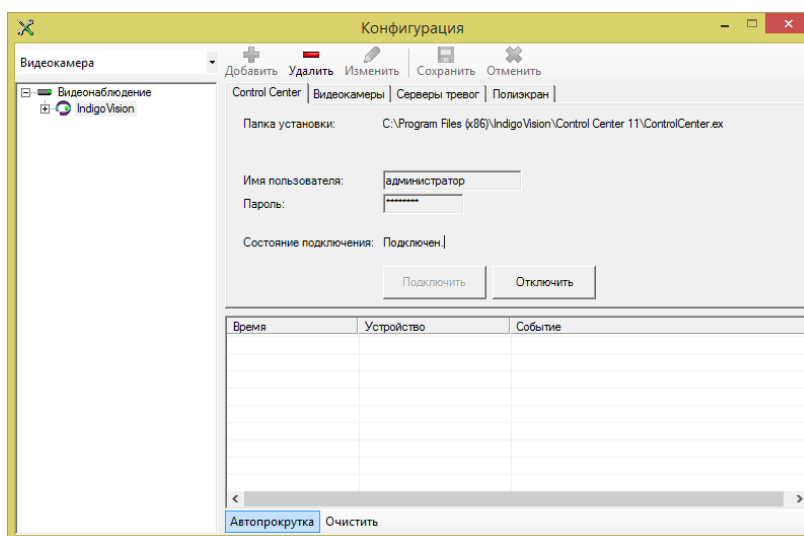 Конфигурация
Видеокамера
Добавить Удалить Изменить Сохранить Отменить
Видеонаблюдение
IndigoVision
Control Center Видеокамеры Серверы тревог Полиэкран
Папка установки: C:\Program Files (x86)\IndigoVision\Control Center 11\ControlCenter.ex
Имя пользователя: администратор
Пароль: ********
Состояние подключения: Подключен.
Подключить Отключить
Время Устройство Событие
Автопрокрутка Очистить